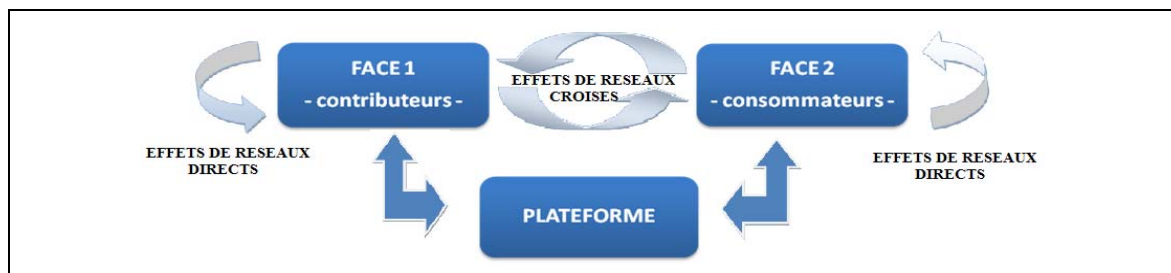 FACE 1
- contributeurs -
EFFETS DE RESEAUX
CROISES
FACE 2
- consommateurs -
EFFETS DE RESEAUX
DIRECTS
EFFETS DE RESEAUX
DIRECTS
PLATEFORME